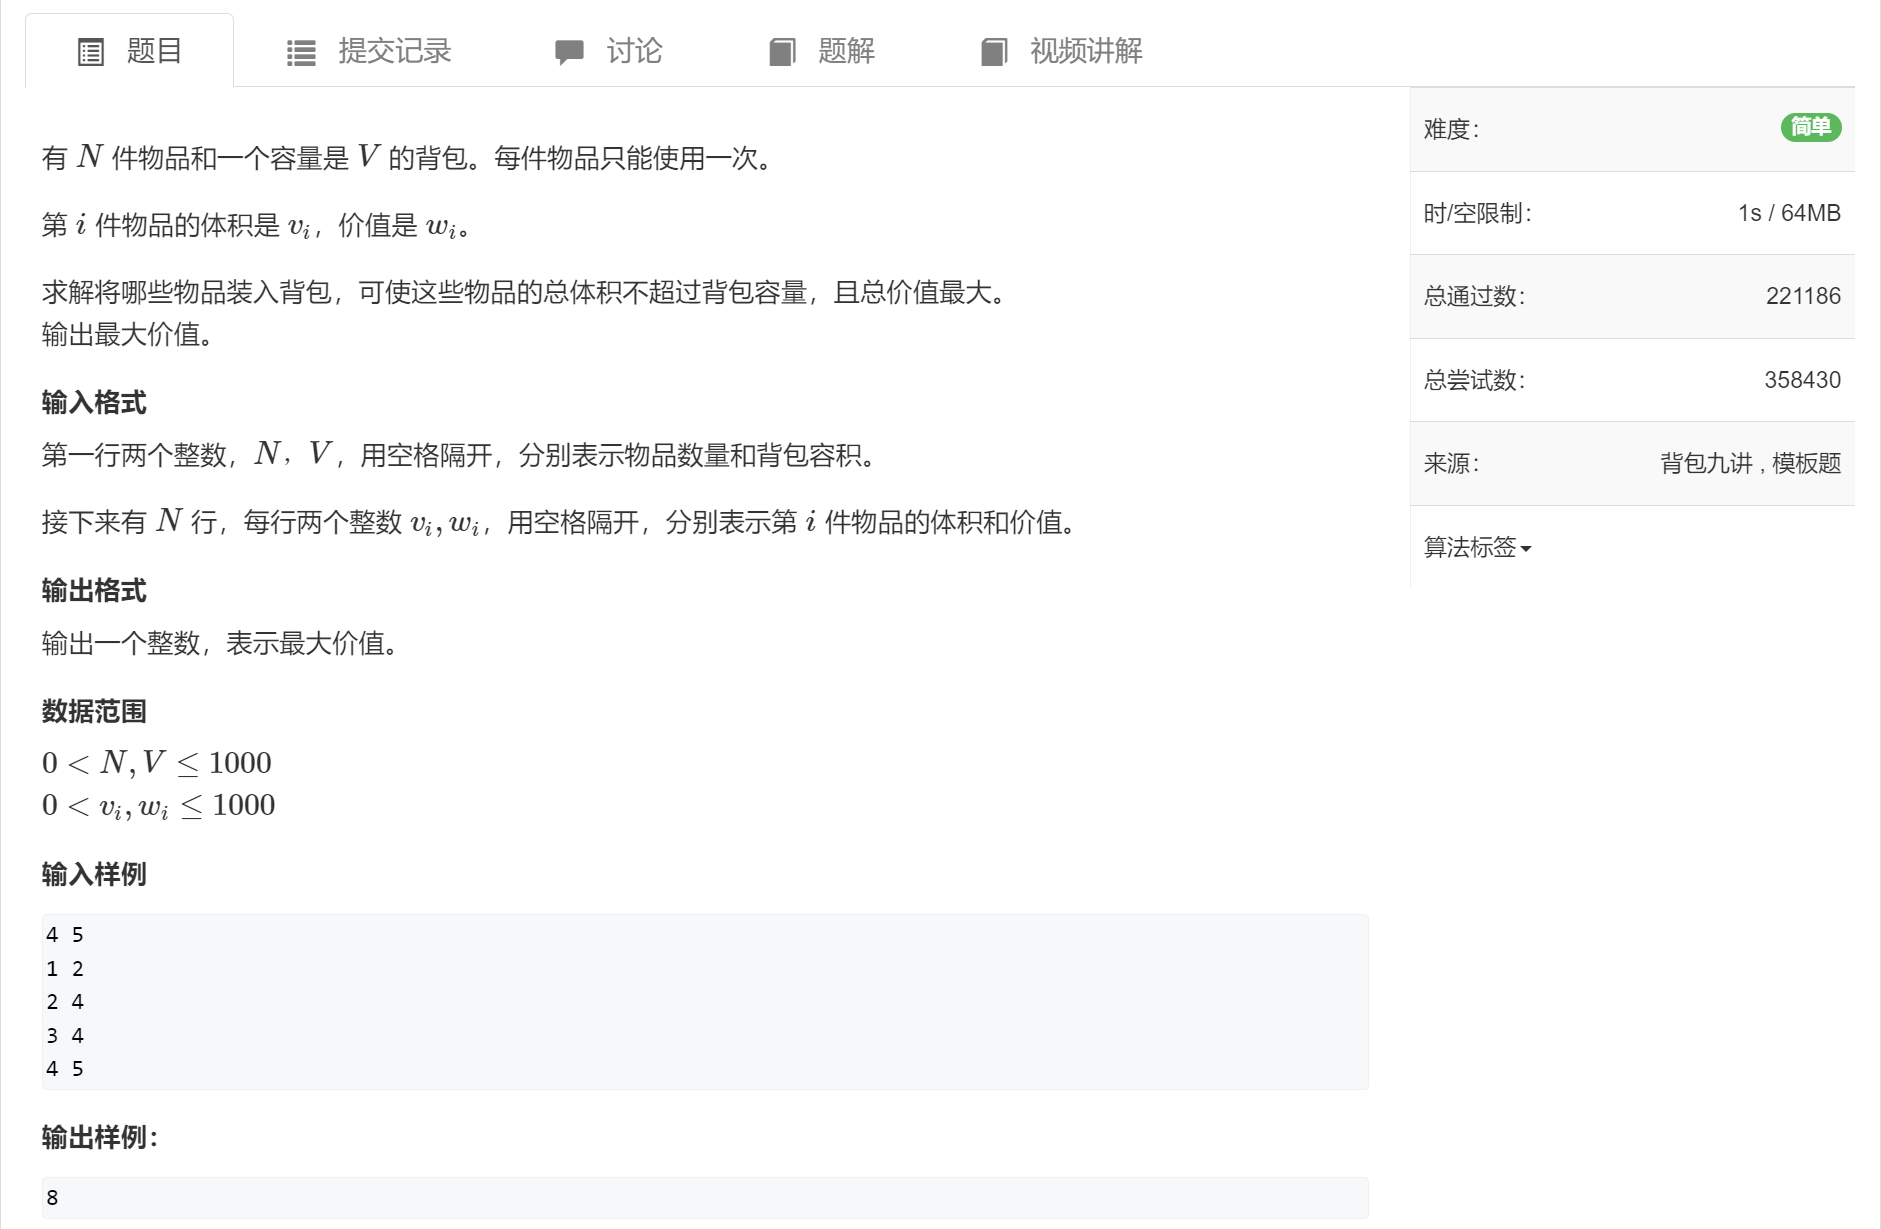 题目
提交记录
讨论
题解
视频讲解
有 N 件物品和一个容量是 V 的背包。每件物品只能使用一次。
第 i 件物品的体积是 vi，价值是 wi。
求解将哪些物品装入背包，可使这些物品的总体积不超过背包容量，且总价值最大。
输出最大价值。
输入格式
第一行两个整数，N，V，用空格隔开，分别表示物品数量和背包容积。
接下来有 N 行，每行两个整数 vi,wi，用空格隔开，分别表示第 i 件物品的体积和价值。
输出格式
输出一个整数，表示最大价值。
数据范围
0 < N,V ≤ 1000
0 < vi,wi ≤ 1000
输入样例
4 5
1 2
2 4
3 4
4 5
输出样例：
8
难度： 简单
时/空限制： 1s / 64MB
总通过数： 221186
总尝试数： 358430
来源： 背包九讲 , 模板题
算法标签